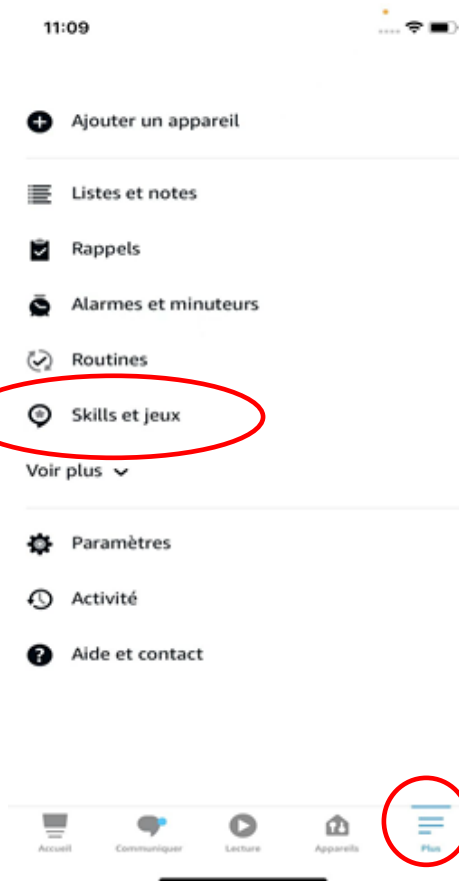 11:09
Ajouter un appareil
Listes et notes
Rappels
Alarmes et minuteurs
Routines
Skills et jeux
Voir plus
Paramètres
Activité
Aide et contact
Accueil Communiquer Lecture Appareils Plus